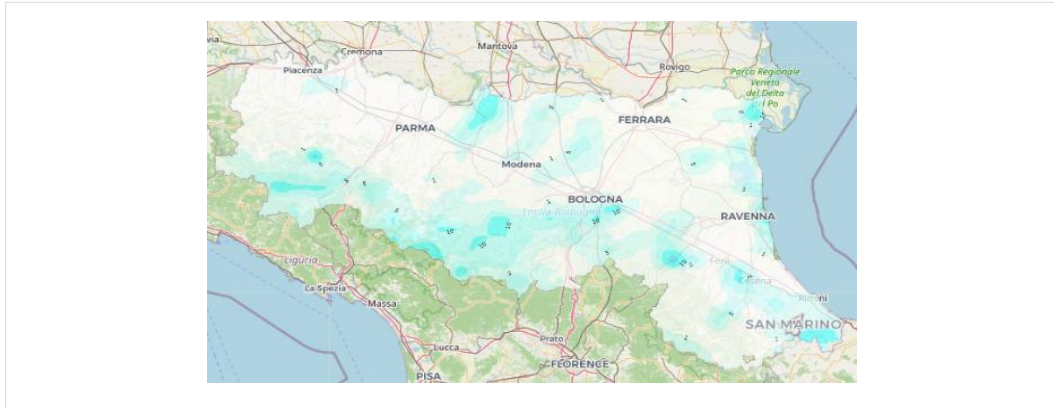 Cremona
Mantova
Piacenza
Rovigo
Parco Regionale
Veneto
del Delta
del Po
PARMA
FERRARA
Modena
BOLOGNA
Emilia-Romagna
RAVENNA
Liguria
Forlì
Cesena
La Spezia
Rimini
Massa
SAN MARINO
Prato
Lucca
FLORENCE
PISA